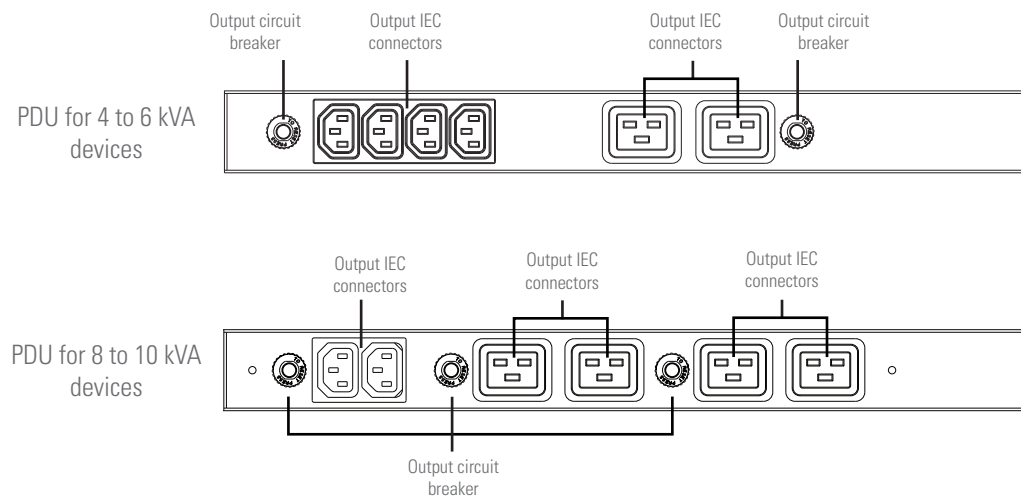 Output circuit
breaker
Output IEC
connectors
Output IEC
connectors
Output circuit
breaker
PDU for 4 to 6 kVA
devices
Output IEC
connectors
Output IEC
connectors
Output IEC
connectors
PDU for 8 to 10 kVA
devices
Output circuit
breaker